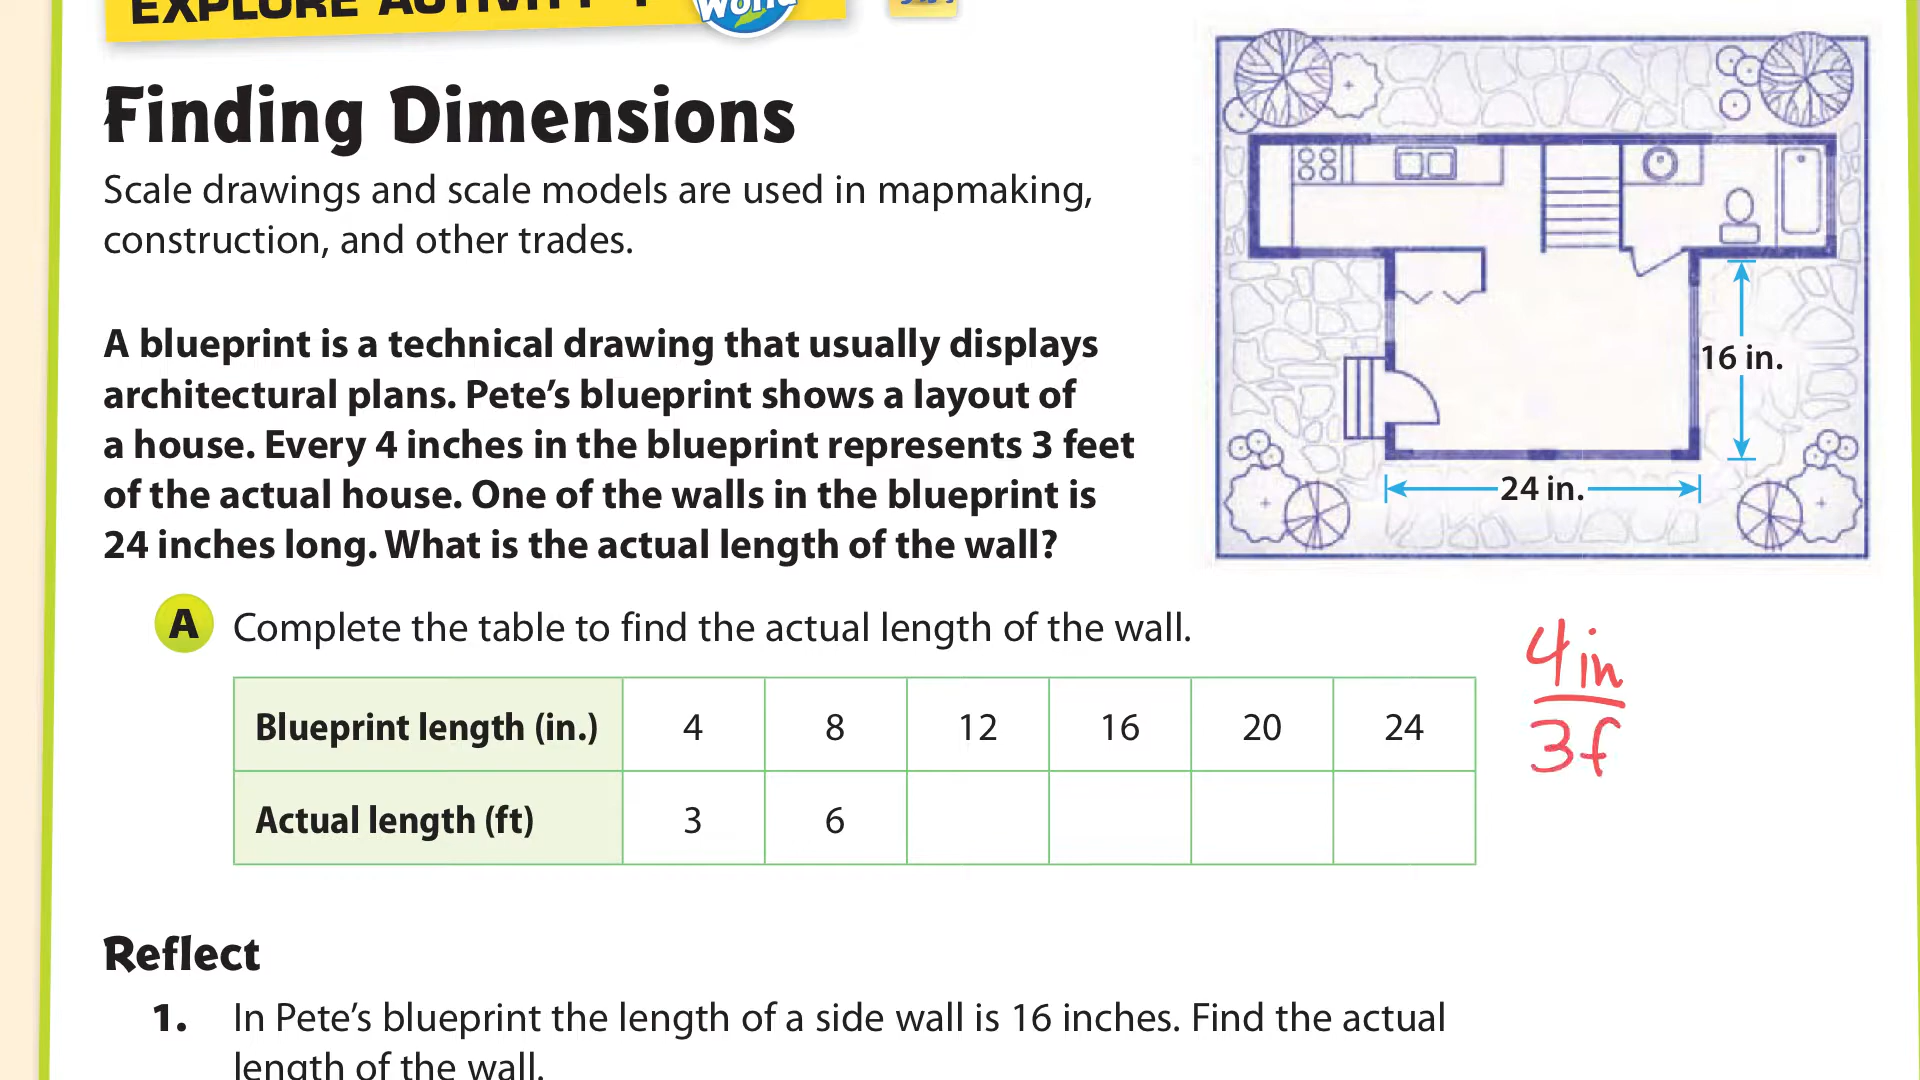 EXPLORE ACTIVITY 1
World
Finding Dimensions
Scale drawings and scale models are used in mapmaking,
construction, and other trades.
A blueprint is a technical drawing that usually displays
architectural plans. Pete’s blueprint shows a layout of
a house. Every 4 inches in the blueprint represents 3 feet
of the actual house. One of the walls in the blueprint is
24 inches long. What is the actual length of the wall?
16 in.
24 in.
A Complete the table to find the actual length of the wall.
Blueprint length (in.) 4 8 12 16 20 24
Actual length (ft) 3 6
4 in
3 f
Reflect
1. In Pete’s blueprint the length of a side wall is 16 inches. Find the actual
length of the wall.